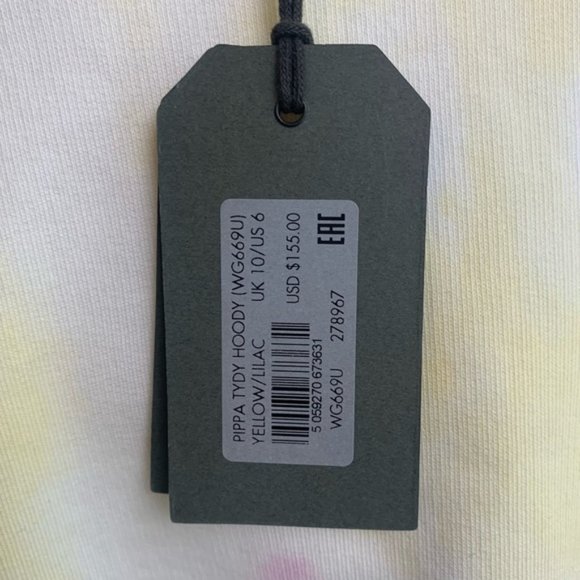 PIPPA TYDY HOODY (WG669U)
YELLOW/LILAC UK 10/US 6
USD $155.00
5 059270 673631
WG669U 278967
EAC